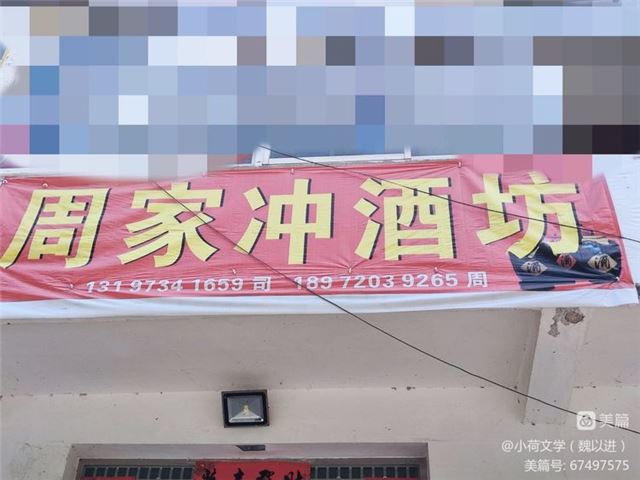 周家冲酒坊
131 9734 1659 司 189 7203 9265 周
美篇
@小荷文学（魏以进）
美篇号: 67497575